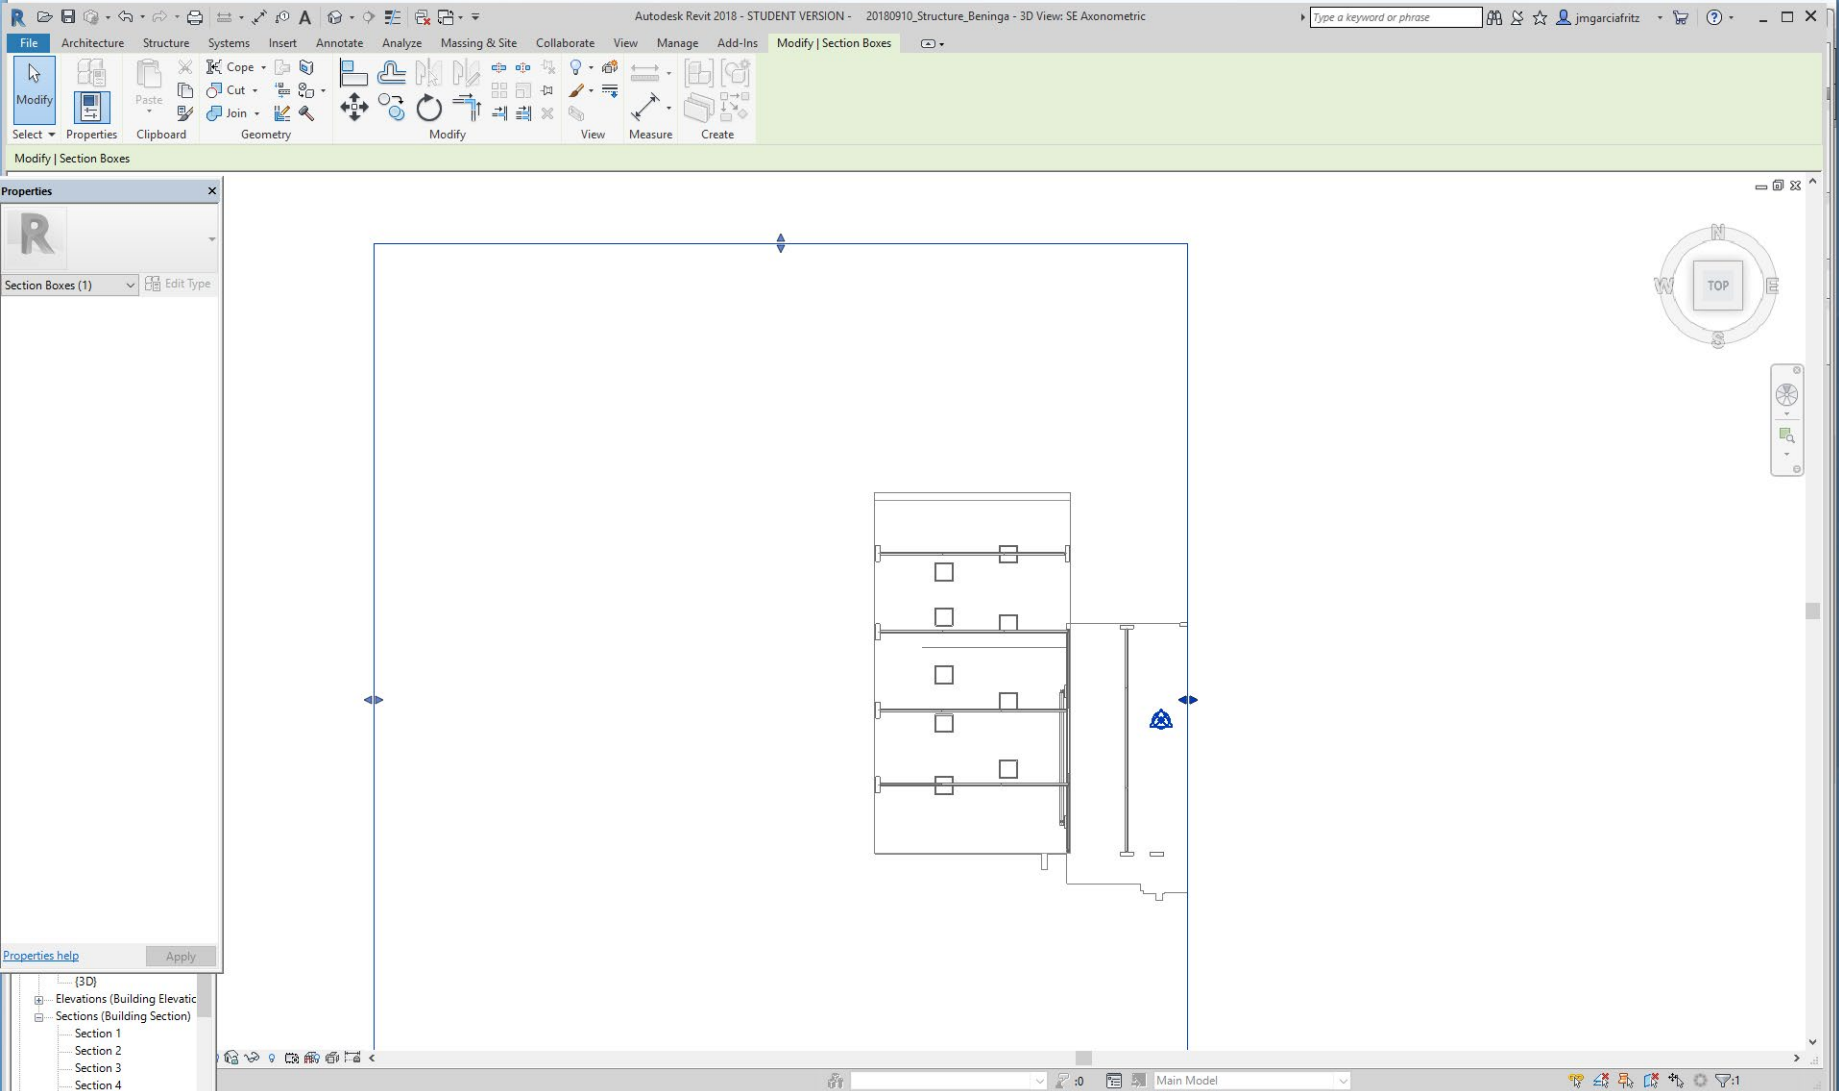 Autodesk Revit 2018 - STUDENT VERSION - 20180910_Structure_Beninga - 3D View: SE Axonometric
Type a keyword or phrase
jmgarciafritz
File Architecture Structure Systems Insert Annotate Analyze Massing & Site Collaborate View Manage Add-Ins Modify | Section Boxes
Modify
Paste
Cope
Cut
Join
Select Properties Clipboard Geometry Modify View Measure Create
Modify | Section Boxes
Properties
R
Section Boxes (1)
Edit Type
N
W
TOP
E
S
Properties help
Apply
{3D}
Elevations (Building Elevatic
Sections (Building Section)
Section 1
Section 2
Section 3
Section 4
:0
Main Model
:1